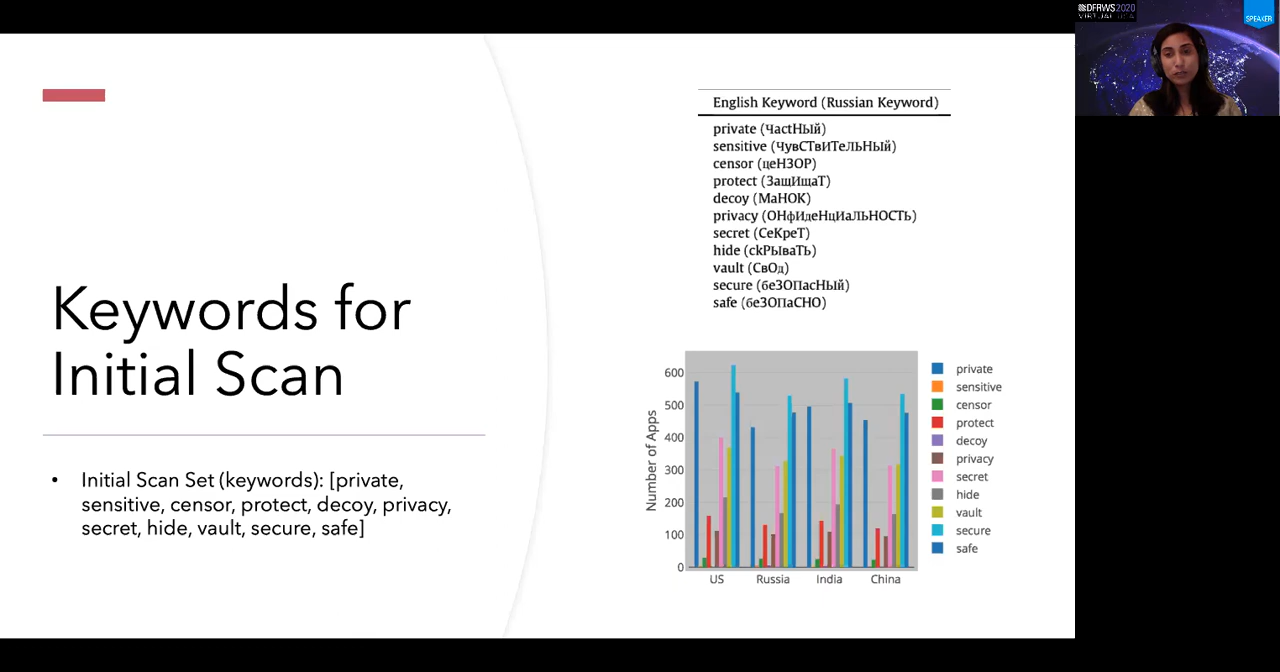 DFRWS2020
VIRTUAL USA
SPEAKER
Keywords for
Initial Scan
• Initial Scan Set (keywords): [private,
sensitive, censor, protect, decoy, privacy,
secret, hide, vault, secure, safe]
English Keyword (Russian Keyword)
private (ЧастНЫй)
sensitive (ЧувСТвИТеЛЬНЫй)
censor (цеНЗОР)
protect (ЗащИщаТ)
decoy (МаНОК)
privacy (ОНфИдеНцИаЛЬНОСТЬ)
secret (СеКреТ)
hide (скРЫваТЬ)
vault (СвОд)
secure (беЗОПасНЫй)
safe (беЗОПаСНО)
Number of Apps
600
500
400
300
200
100
0
US Russia India China
private
sensitive
censor
protect
decoy
privacy
secret
hide
vault
secure
safe